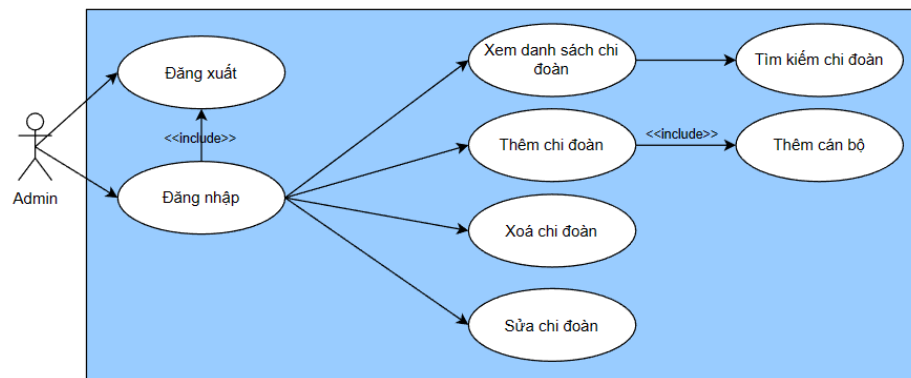 Xem danh sách chi
đoàn
Tìm kiếm chi đoàn
Đăng xuất
<<include>>
Thêm chi đoàn
<<include>>
Thêm cán bộ
Admin
Đăng nhập
Xoá chi đoàn
Sửa chi đoàn